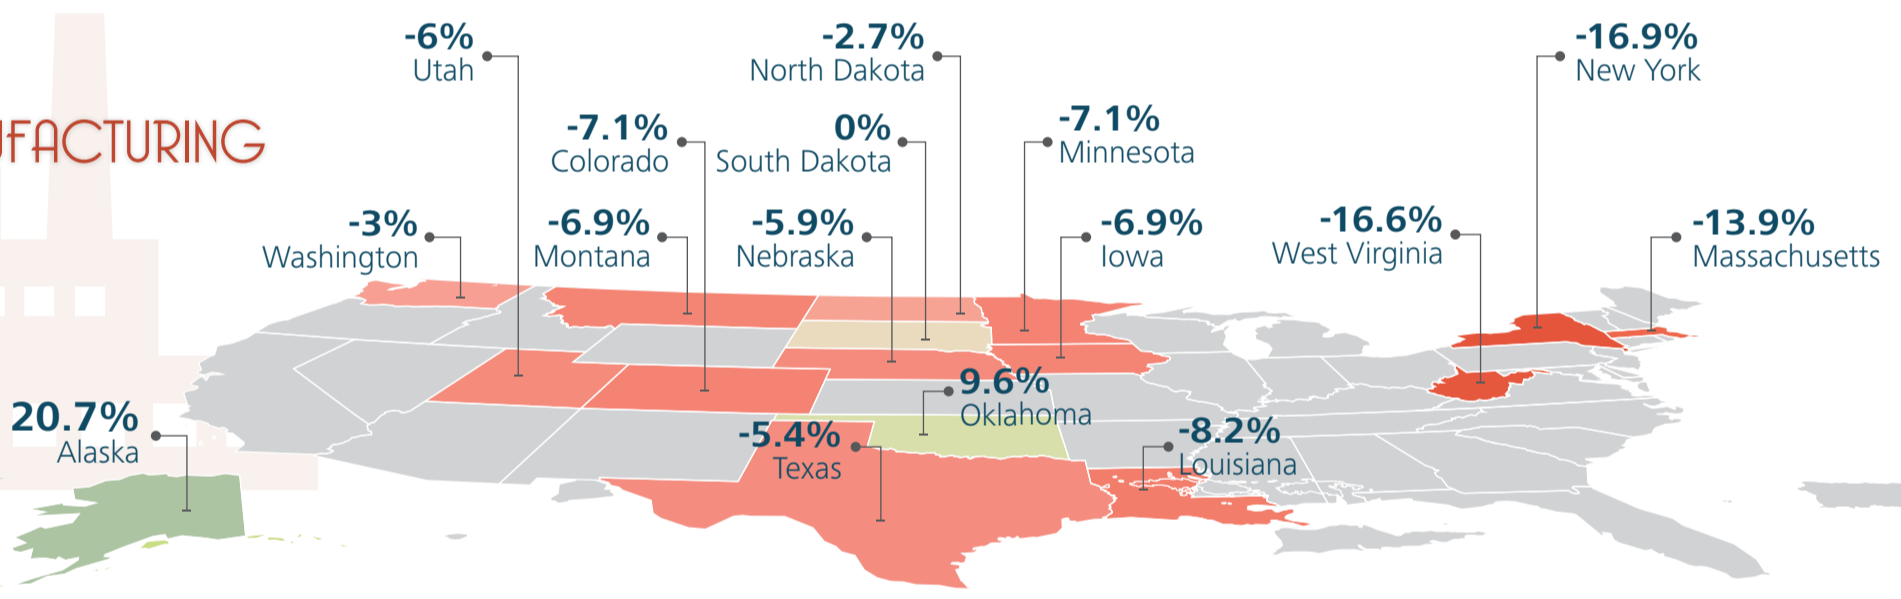 -6%
Utah
-2.7%
North Dakota
-16.9%
New York
UFACTURING
-7.1%
Colorado
0%
South Dakota
-7.1%
Minnesota
-3%
Washington
-6.9%
Montana
-5.9%
Nebraska
-6.9%
Iowa
-16.6%
West Virginia
-13.9%
Massachusetts
20.7%
Alaska
9.6%
Oklahoma
-5.4%
Texas
-8.2%
Louisiana